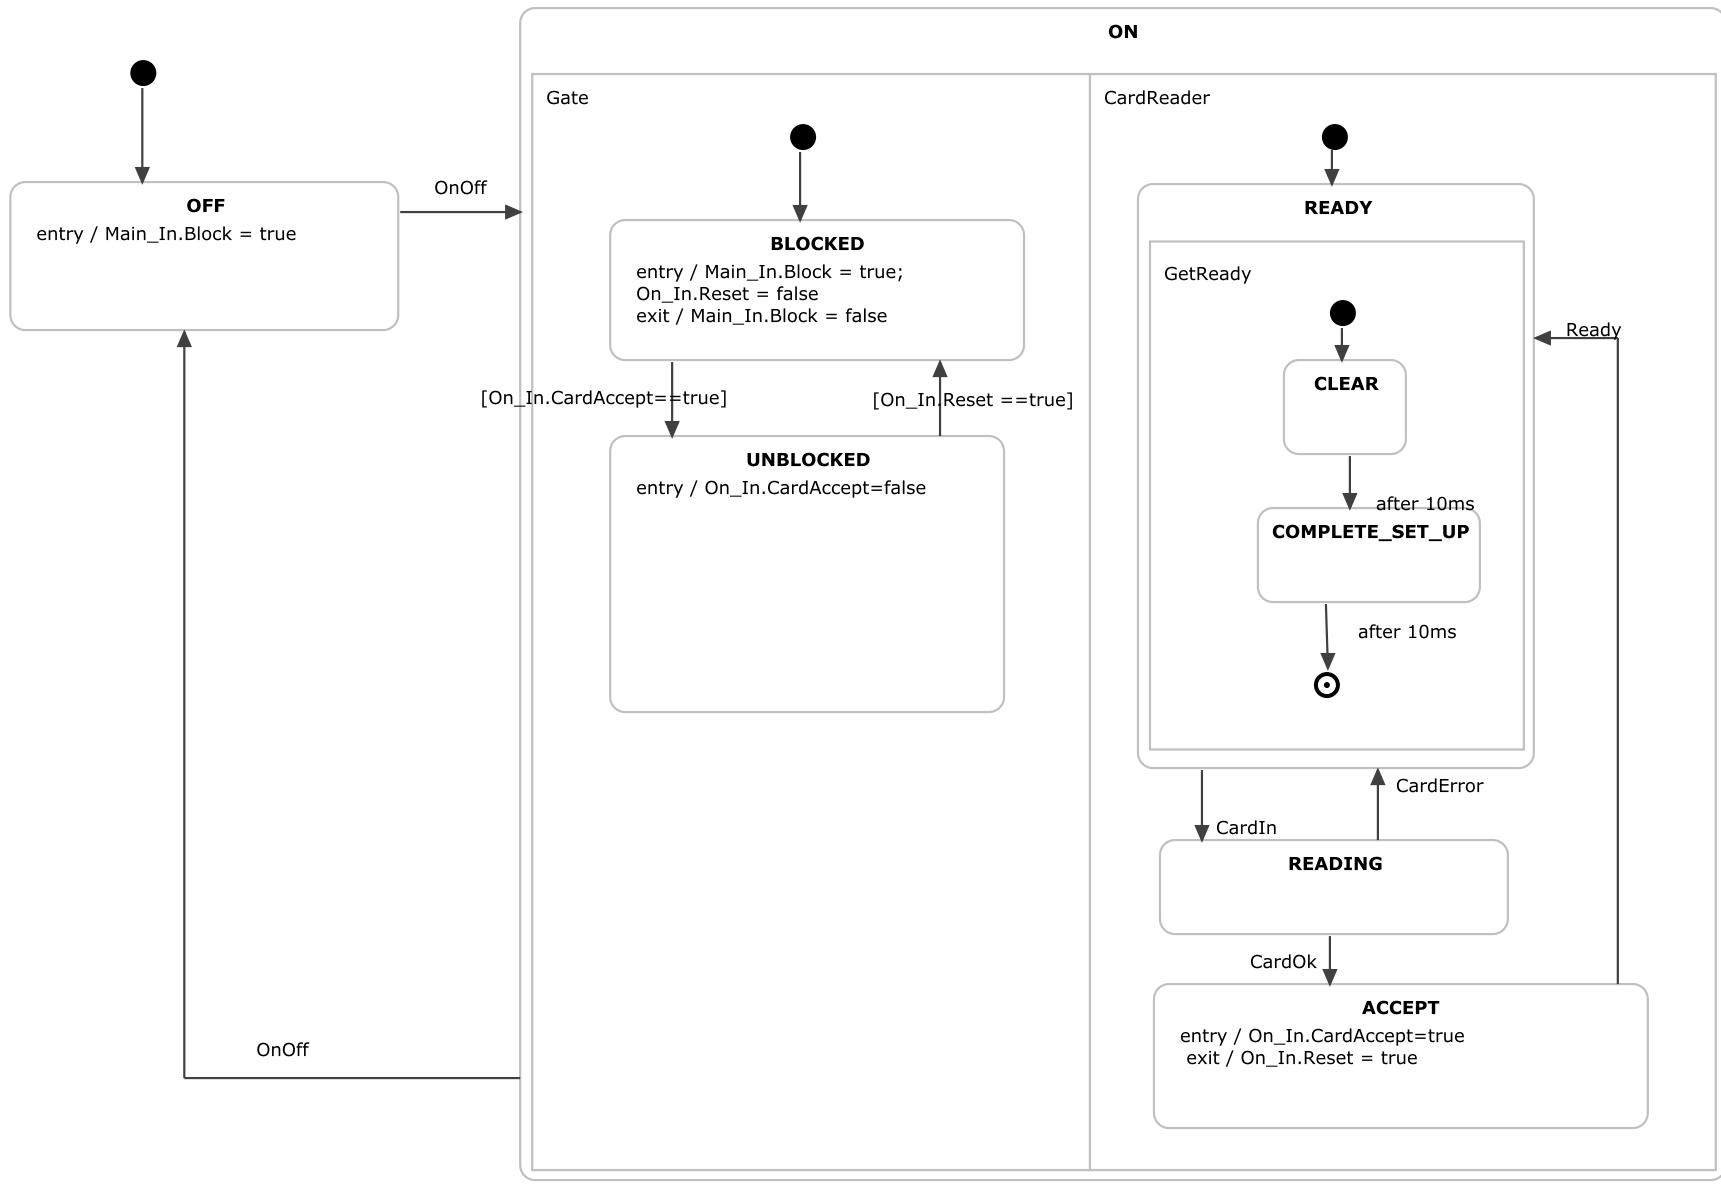 ON
Gate
CardReader
OFF
entry / Main_In.Block = true
OnOff
BLOCKED
entry / Main_In.Block = true;
On_In.Reset = false
exit / Main_In.Block = false
[On_In.CardAccept==true]
[On_In.Reset ==true]
UNBLOCKED
entry / On_In.CardAccept=false
READY
GetReady
CLEAR
after 10ms
COMPLETE_SET_UP
after 10ms
Ready
CardError
CardIn
READING
CardOk
ACCEPT
entry / On_In.CardAccept=true
exit / On_In.Reset = true
OnOff